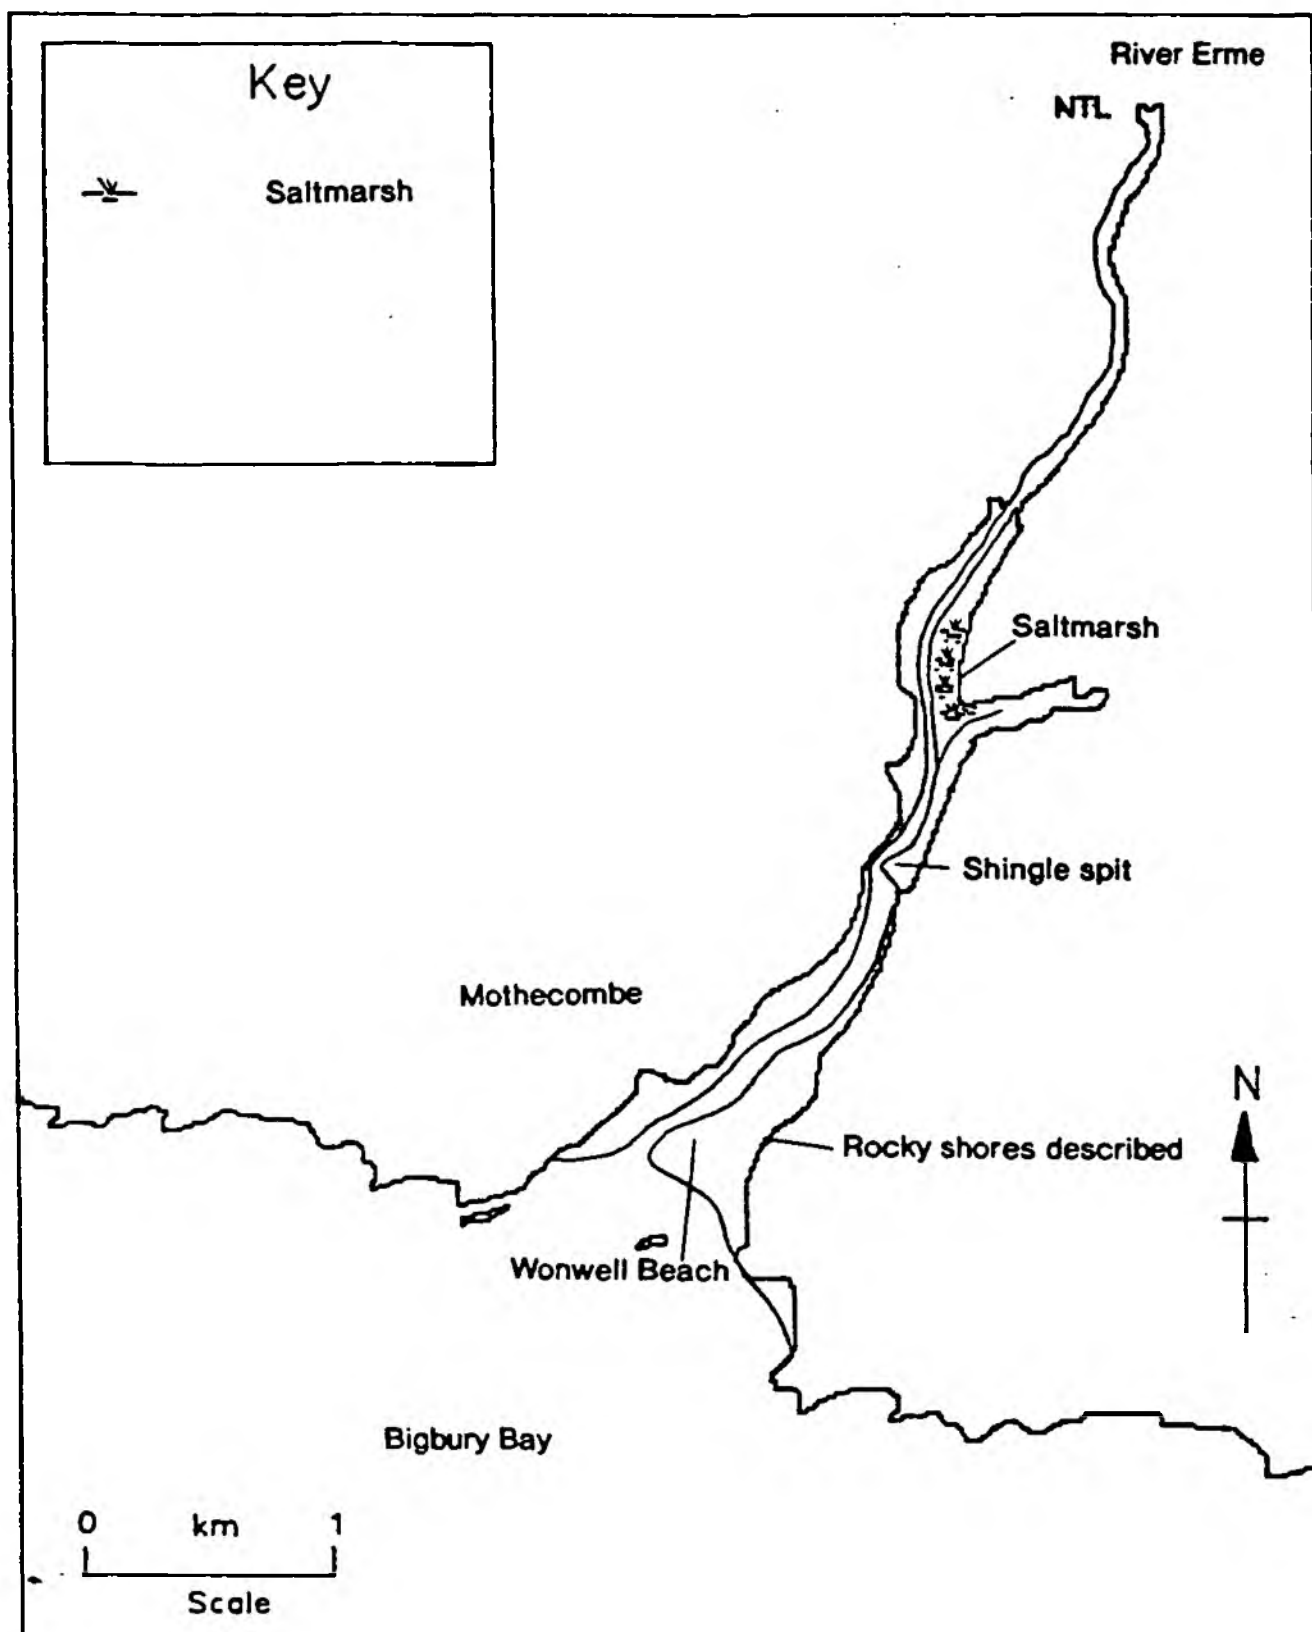 River Erme
Key
NTL
Saltmarsh
Saltmarsh
Shingle spit
Mothecombe
N
Rocky shores described
Wonwell Beach
Bigbury Bay
0 km 1
Scale